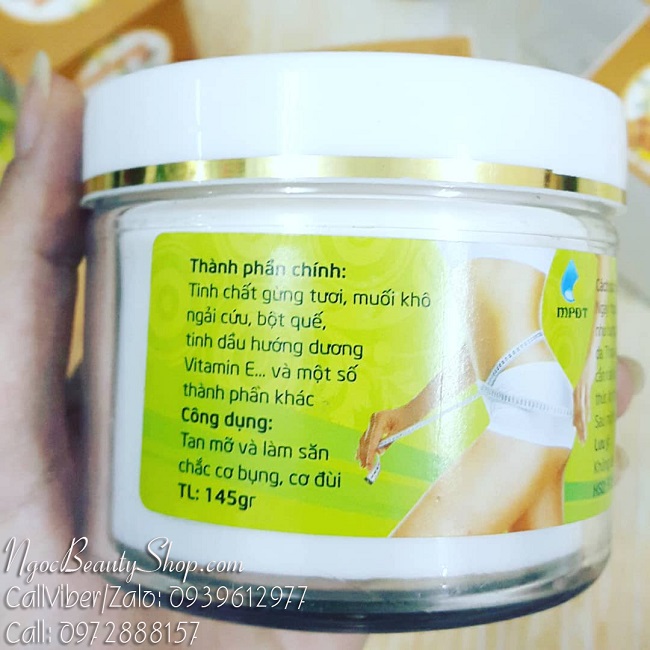 Thành phần chính:
Tinh chất gừng tươi, muối khô
ngải cứu, bột quế,
tinh dầu hướng dương
Vitamin E... và một số
thành phần khác
Công dụng:
Tan mỡ và làm săn
chắc cơ bụng, cơ đùi
TL: 145gr
MPĐT
NgocBeautyShop.com
CallViber/Zalo: 0939612977
Call: 0972888157